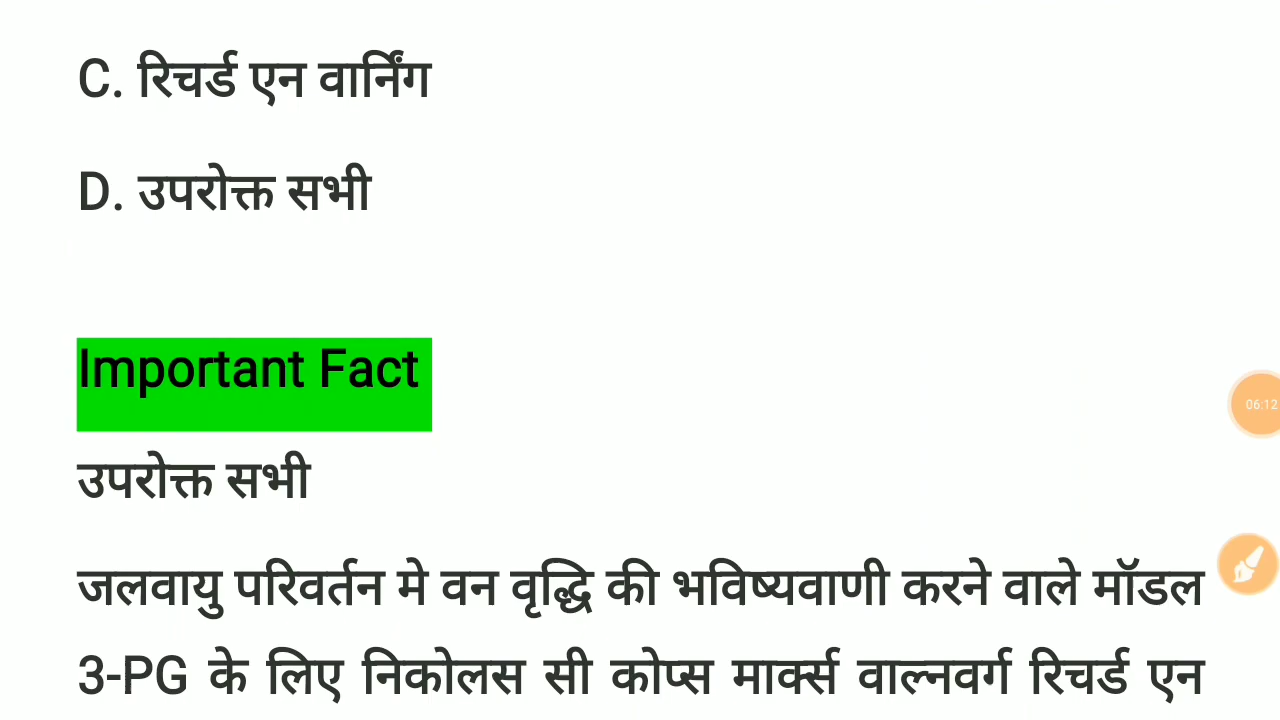 C. रिचर्ड एन वार्निंग
D. उपरोक्त सभी
Important Fact
उपरोक्त सभी
जलवायु परिवर्तन मे वन वृद्धि की भविष्यवाणी करने वाले मॉडल
3-PG के लिए निकोलस सी कोप्स मार्क्स वाल्नवर्ग रिचर्ड एन
06:12